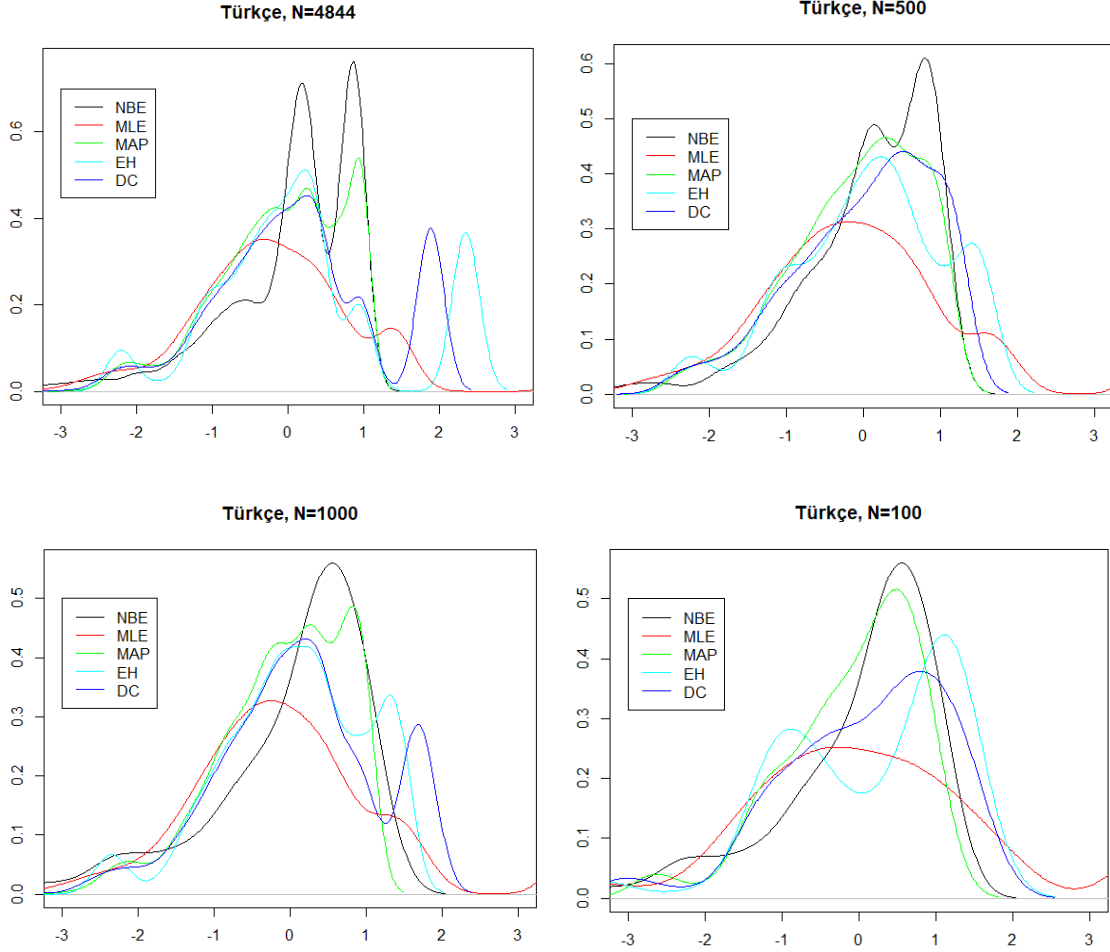 Türkçe, N=4844
NBE
MLE
MAP
EH
DC
0.0 0.2 0.4 0.6
-3 -2 -1 0 1 2 3
Türkçe, N=500
NBE
MLE
MAP
EH
DC
0.0 0.1 0.2 0.3 0.4 0.5 0.6
-3 -2 -1 0 1 2 3
Türkçe, N=1000
NBE
MLE
MAP
EH
DC
0.0 0.1 0.2 0.3 0.4 0.5
-3 -2 -1 0 1 2 3
Türkçe, N=100
NBE
MLE
MAP
EH
DC
0.0 0.1 0.2 0.3 0.4 0.5
-3 -2 -1 0 1 2 3